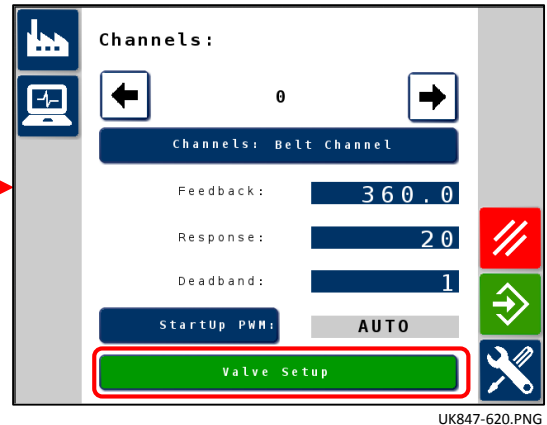 Channels:
0
Channels: Belt Channel
Feedback: 360.0
Response: 20
Deadband: 1
StartUp PWM: AUTO
Valve Setup
UK847-620.PNG